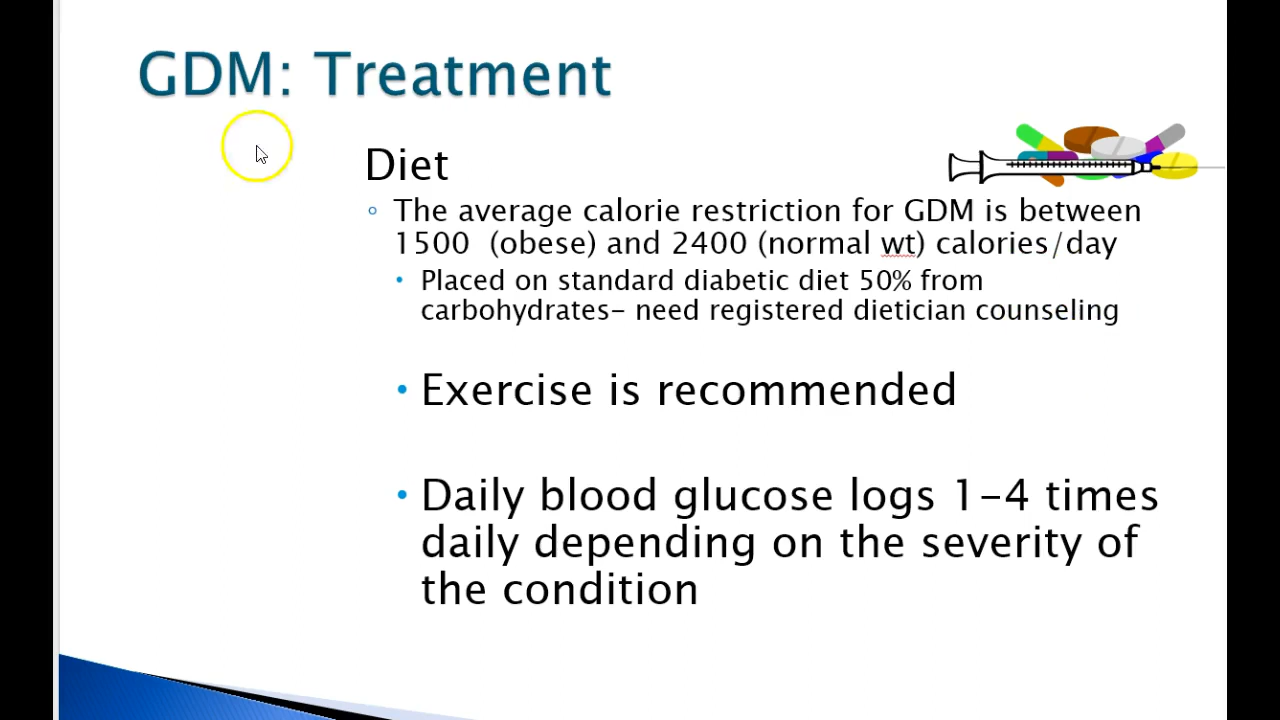 GDM: Treatment
Diet
◦ The average calorie restriction for GDM is between
1500  (obese) and 2400 (normal wt) calories/day
• Placed on standard diabetic diet 50% from
carbohydrates- need registered dietician counseling
• Exercise is recommended
• Daily blood glucose logs 1-4 times
daily depending on the severity of
the condition